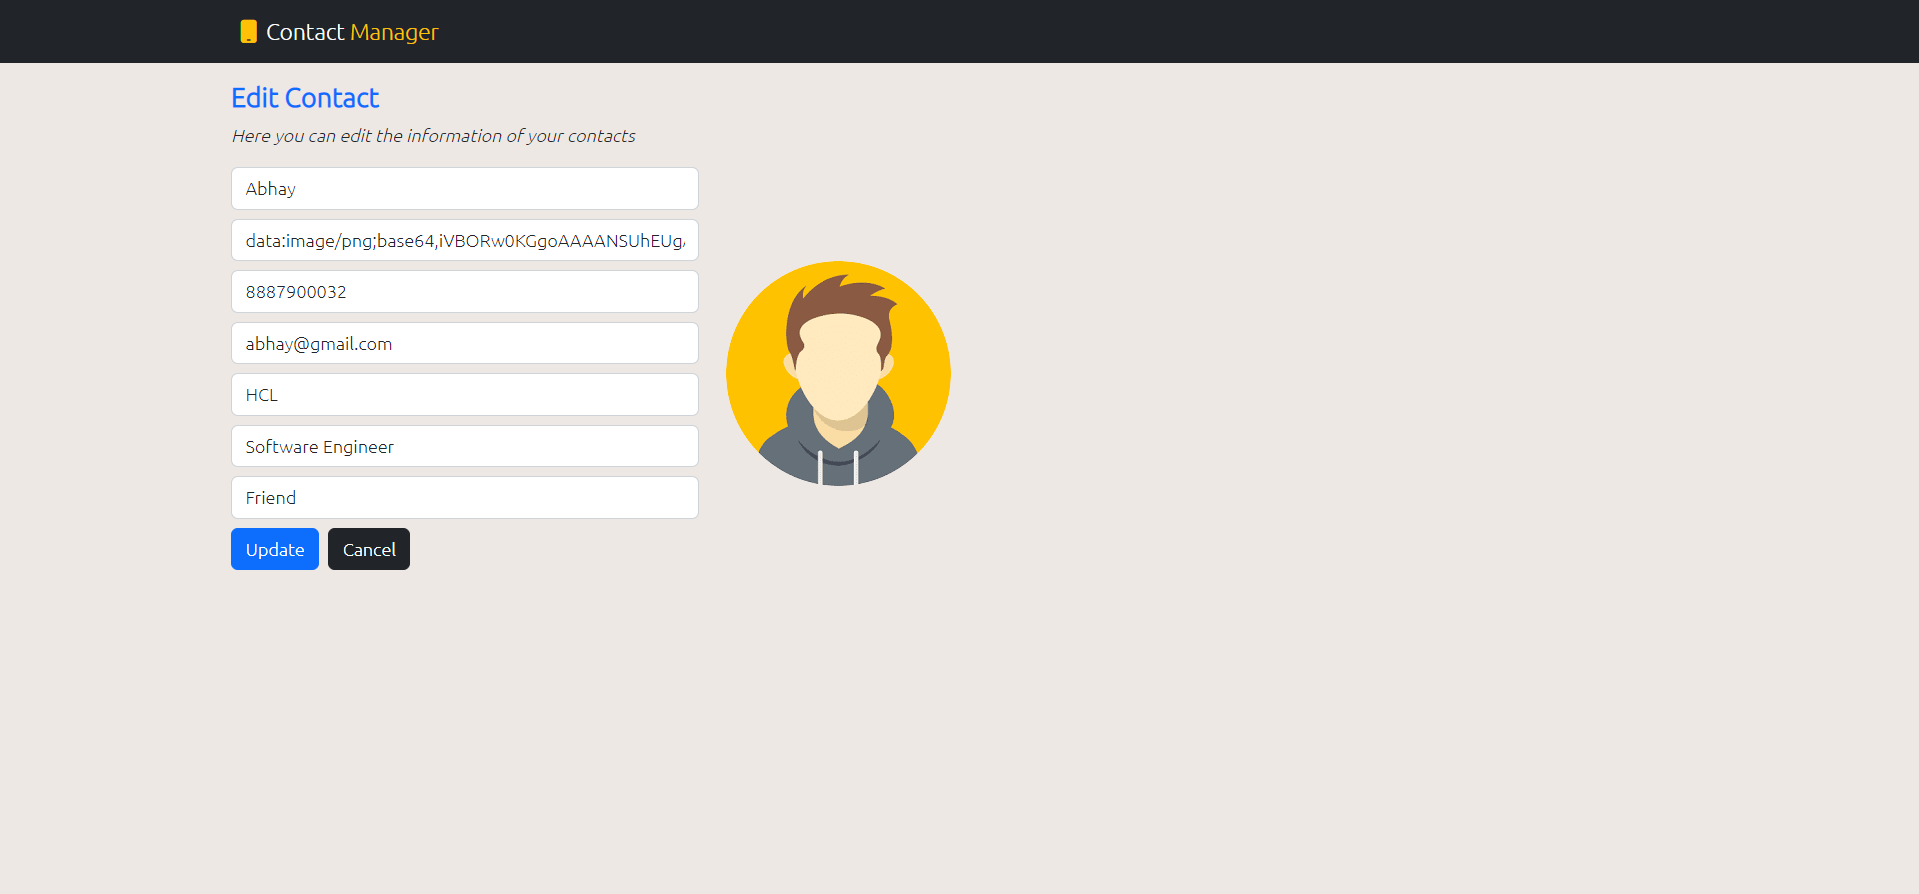 Contact Manager
Edit Contact
Here you can edit the information of your contacts
Abhay
data:image/png;base64,iVBORw0KGgoAAAANSUhEUg
8887900032
abhay@gmail.com
HCL
Software Engineer
Friend
Update Cancel